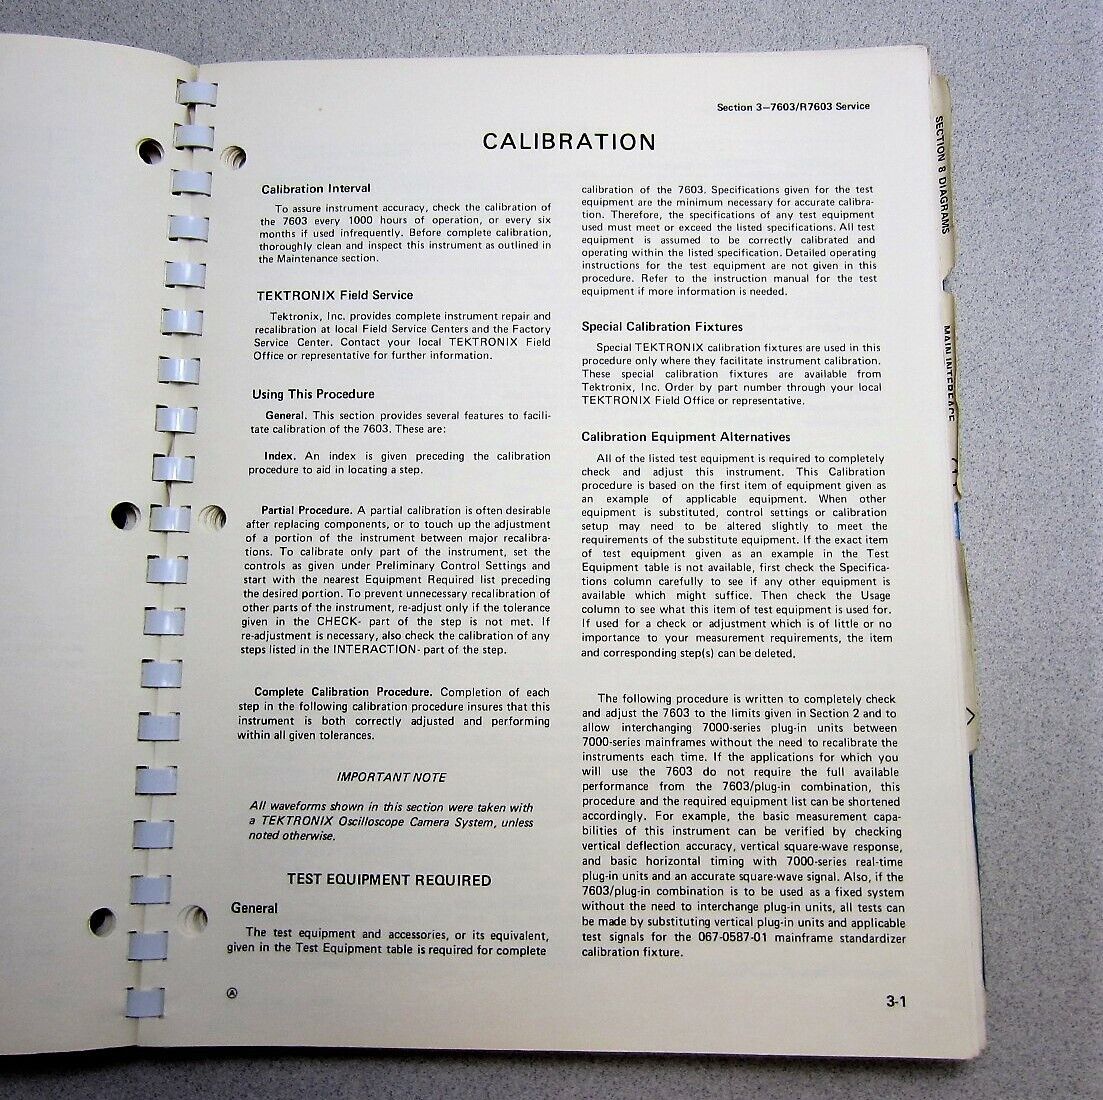 Section 3—7603/R7603 Service
CALIBRATION
Calibration Interval
To assure instrument accuracy, check the calibration of
the 7603 every 1000 hours of operation, or every six
months if used infrequently. Before complete calibration,
thoroughly clean and inspect this instrument as outlined in
the Maintenance section.
TEKTRONIX Field Service
Tektronix, Inc. provides complete instrument repair and
recalibration at local Field Service Centers and the Factory
Service Center. Contact your local TEKTRONIX Field
Office or representative for further information.
Using This Procedure
General. This section provides several features to facili-
tate calibration of the 7603. These are:
Index. An index is given preceding the calibration
procedure to aid in locating a step.
Partial Procedure. A partial calibration is often desirable
after replacing components, or to touch up the adjustment
of a portion of the instrument between major recalibra-
tions. To calibrate only part of the instrument, set the
controls as given under Preliminary Control Settings and
start with the nearest Equipment Required list preceding
the desired portion. To prevent unnecessary recalibration of
other parts of the instrument, re-adjust only if the tolerance
given in the CHECK- part of the step is not met. If
re-adjustment is necessary, also check the calibration of any
steps listed in the INTERACTION- part of the step.
Complete Calibration Procedure. Completion of each
step in the following calibration procedure insures that this
instrument is both correctly adjusted and performing
within all given tolerances.
IMPORTANT NOTE
All waveforms shown in this section were taken with
a TEKTRONIX Oscilloscope Camera System, unless
noted otherwise.
TEST EQUIPMENT REQUIRED
General
The test equipment and accessories, or its equivalent,
given in the Test Equipment table is required for complete
calibration of the 7603. Specifications given for the test
equipment are the minimum necessary for accurate calibra-
tion. Therefore, the specifications of any test equipment
used must meet or exceed the listed specifications. All test
equipment is assumed to be correctly calibrated and
operating within the listed specification. Detailed operating
instructions for the test equipment are not given in this
procedure. Refer to the instruction manual for the test
equipment if more information is needed.
Special Calibration Fixtures
Special TEKTRONIX calibration fixtures are used in this
procedure only where they facilitate instrument calibration.
These special calibration fixtures are available from
Tektronix, Inc. Order by part number through your local
TEKTRONIX Field Office or representative.
Calibration Equipment Alternatives
All of the listed test equipment is required to completely
check and adjust this instrument. This Calibration
procedure is based on the first item of equipment given as
an example of applicable equipment. When other
equipment is substituted, control settings or calibration
setup may need to be altered slightly to meet the
requirements of the substitute equipment. If the exact item
of test equipment given as an example in the Test
Equipment table is not available, first check the Specifica-
tions column carefully to see if any other equipment is
available which might suffice. Then check the Usage
column to see what this item of test equipment is used for.
If used for a check or adjustment which is of little or no
importance to your measurement requirements, the item
and corresponding step(s) can be deleted.
The following procedure is written to completely check
and adjust the 7603 to the limits given in Section 2 and to
allow interchanging 7000-series plug-in units between
7000-series mainframes without the need to recalibrate the
instruments each time. If the applications for which you
will use the 7603 do not require the full available
performance from the 7603/plug-in combination, this
procedure and the required equipment list can be shortened
accordingly. For example, the basic measurement capa-
bilities of this instrument can be verified by checking
vertical deflection accuracy, vertical square-wave response,
and basic horizontal timing with 7000-series real-time
plug-in units and an accurate square-wave signal. Also, if the
7603/plug-in combination is to be used as a fixed system
without the need to interchange plug-in units, all tests can
be made by substituting vertical plug-in units and applicable
test signals for the 067-0587-01 mainframe standardizer
calibration fixture.
Ⓐ
3-1
SECTION 8 DIAGRAMS
MAIN INTERFACE